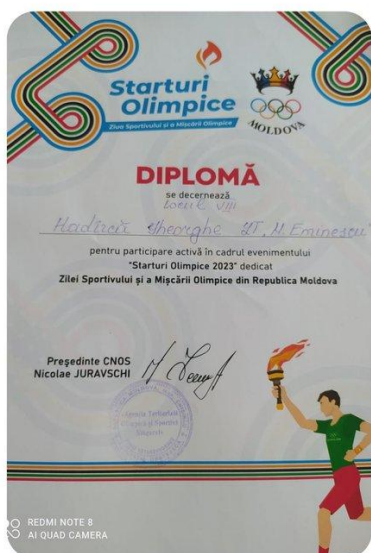 Starturi
Olimpice
Ziua Sportivului și a Mișcării Olimpice
MOLDOVA
DIPLOMĂ
se decernează
Locul VIII
Gheorghe LT. M. Eminescu
pentru participare activă în cadrul evenimentului
"Starturi Olimpice 2023" dedicat
Zilei Sportivului și a Mișcării Olimpice din Republica Moldova
Președinte CNOS
Nicolae JURAVSCHI
REDMI NOTE 8
AI QUAD CAMERA